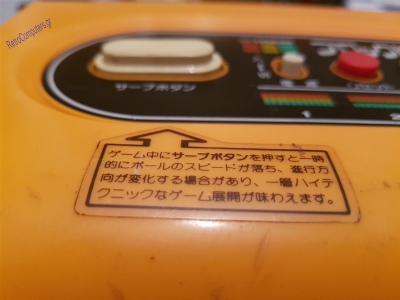 RetroComputers.gr
サーブボタン
1
2
ゲーム中にサーブボタンを押すと一時
的にボールのスピードが落ち、進行方
向が変化する場合があり、一層ハイテ
クニックなゲーム展開が味わえます。